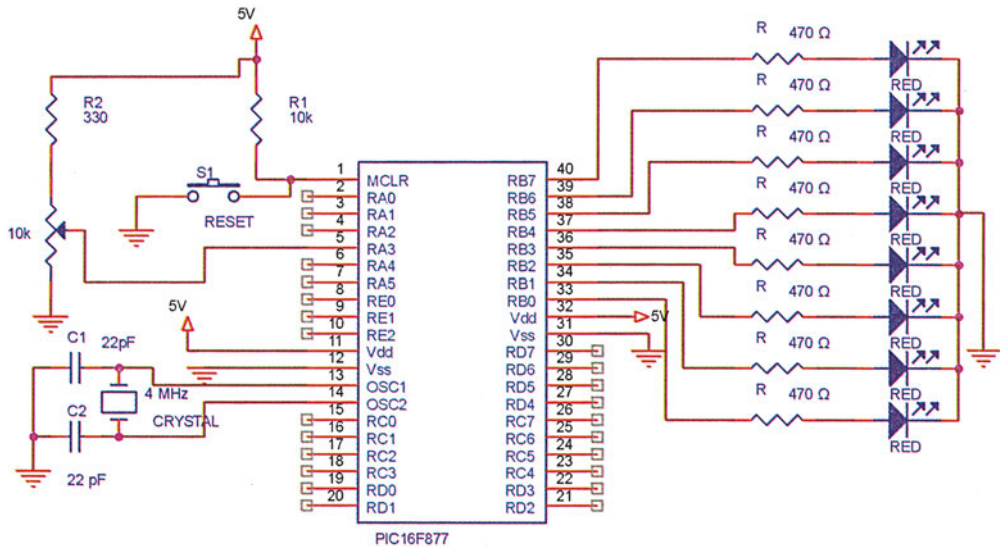 5V
R2
330
R1
10k
S1
RESET
10k
5V
C1
22pF
4 MHz
CRYSTAL
C2
22 pF
1
MCLR
2
RA0
3
RA1
4
RA2
5
RA3
6
RA4
7
RA5
8
RE0
9
RE1
10
RE2
11
Vdd
12
Vss
13
OSC1
14
OSC2
15
RC0
16
RC1
17
RC2
18
RC3
19
RD0
20
RD1
40
RB7
39
RB6
38
RB5
37
RB4
36
RB3
35
RB2
34
RB1
33
RB0
32
Vdd
5V
31
Vss
30
RD7
29
RD6
28
RD5
27
RD4
26
RC7
25
RC6
24
RC5
23
RC4
22
RD3
21
RD2
PIC16F877
R 470 Ω
RED
R 470 Ω
RED
R 470 Ω
RED
R 470 Ω
RED
R 470 Ω
RED
R 470 Ω
RED
R 470 Ω
RED
R 470 Ω
RED